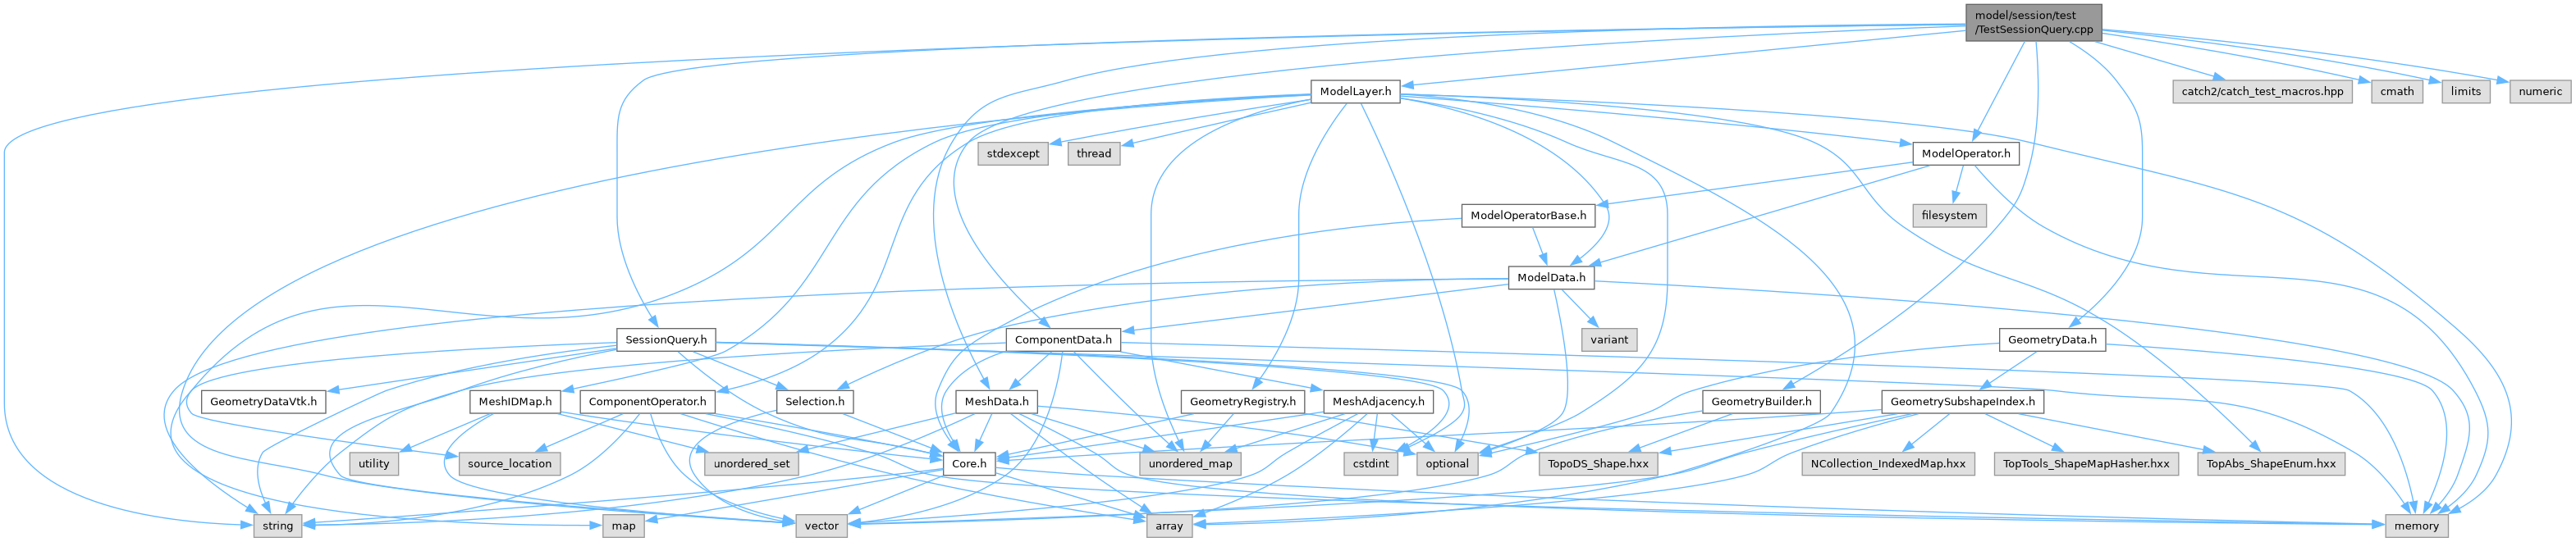 model/session/test
/TestSessionQuery.cpp
ModelLayer.h
catch2/catch_test_macros.hpp
cmath
limits
numeric
stdexcept
thread
ModelOperator.h
ModelOperatorBase.h
filesystem
ModelData.h
SessionQuery.h
ComponentData.h
variant
GeometryData.h
GeometryDataVtk.h
MeshIDMap.h
ComponentOperator.h
Selection.h
MeshData.h
GeometryRegistry.h
MeshAdjacency.h
GeometryBuilder.h
GeometrySubshapeIndex.h
utility
source_location
unordered_set
Core.h
unordered_map
cstdint
optional
TopoDS_Shape.hxx
NCollection_IndexedMap.hxx
TopTools_ShapeMapHasher.hxx
TopAbs_ShapeEnum.hxx
string
map
vector
array
memory